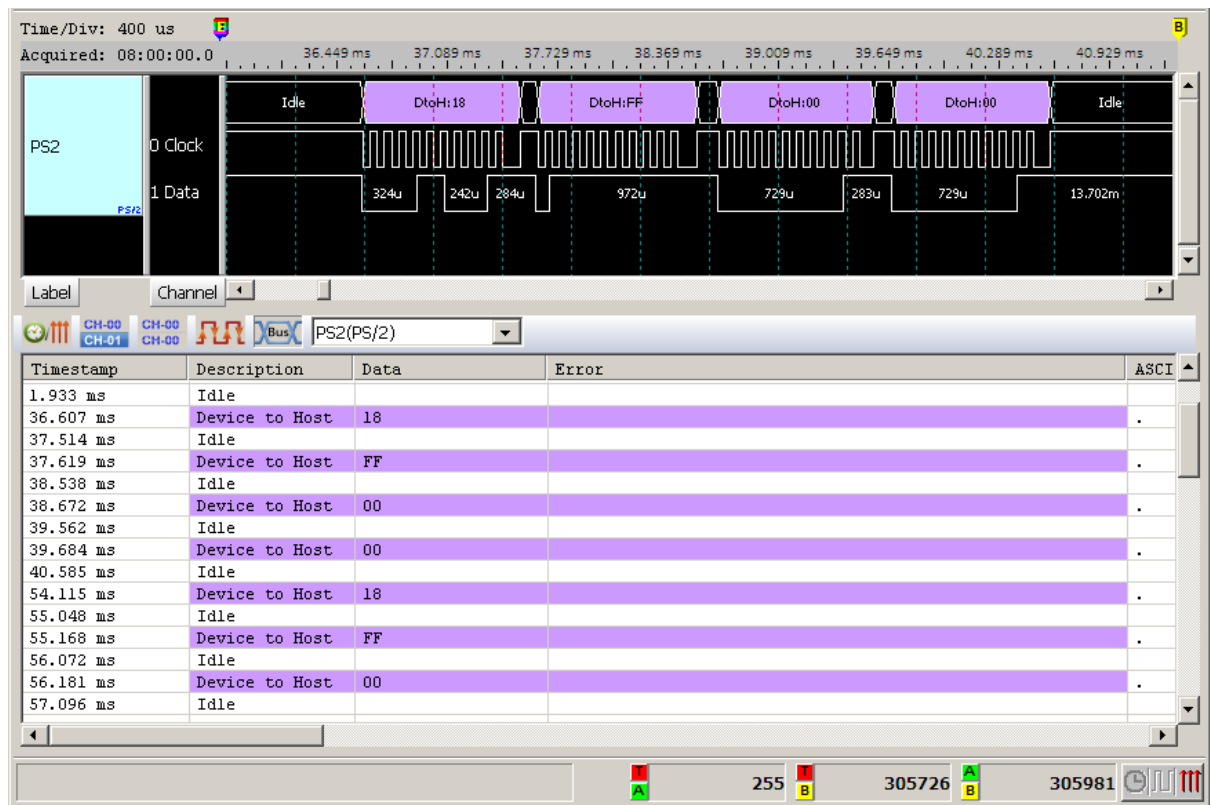 Time/Div: 400 us
B
Acquired: 08:00:00.0 36.449 ms 37.089 ms 37.729 ms 38.369 ms 39.009 ms 39.649 ms 40.289 ms 40.929 ms
Idle DtoH:18 DtoH:FF DtoH:00 DtoH:00 Idle
PS2 0 Clock
1 Data 324u 242u 284u 972u 729u 283u 729u 13.702m
PS/2
Label Channel
CH-00 CH-01 CH-00 CH-00 Bus PS2(PS/2)
Timestamp Description Data Error ASCI
1.933 ms Idle
36.607 ms Device to Host 18 .
37.514 ms Idle
37.619 ms Device to Host FF .
38.538 ms Idle
38.672 ms Device to Host 00 .
39.562 ms Idle
39.684 ms Device to Host 00 .
40.585 ms Idle
54.115 ms Device to Host 18 .
55.048 ms Idle
55.168 ms Device to Host FF .
56.072 ms Idle
56.181 ms Device to Host 00 .
57.096 ms Idle
T A 255 T B 305726 A B 305981